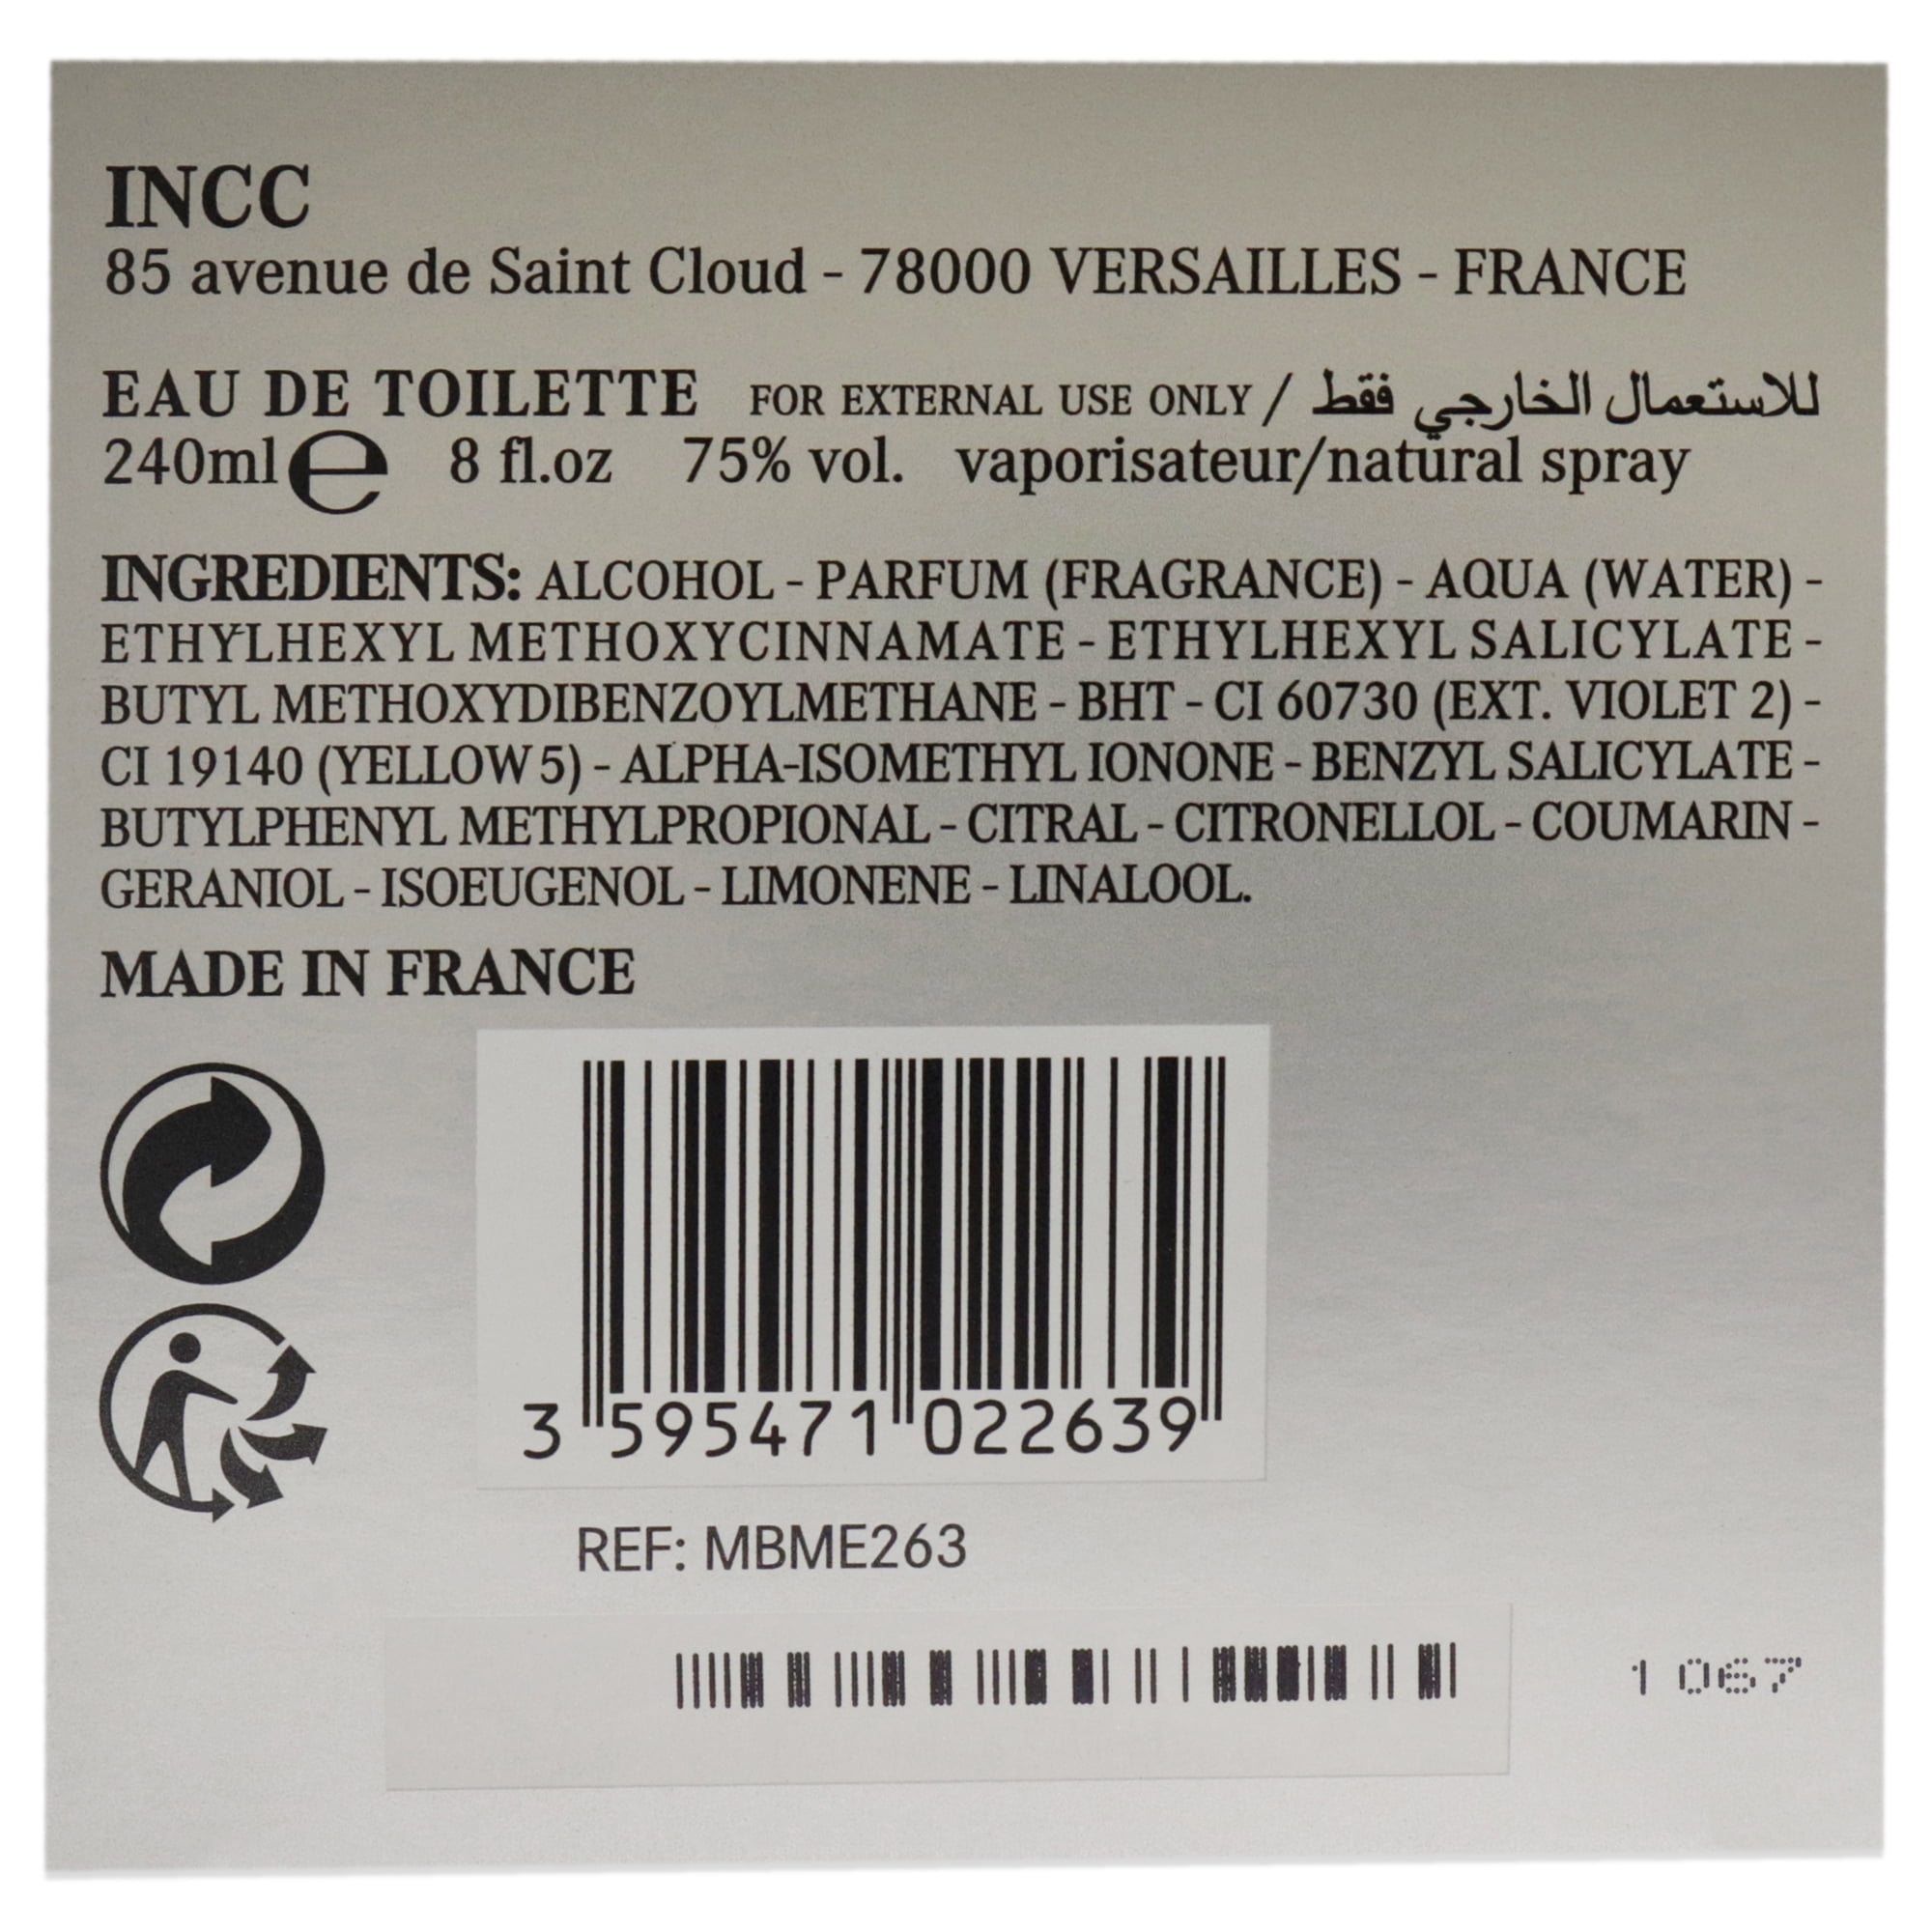 INCC
85 avenue de Saint Cloud - 78000 VERSAILLES - FRANCE
EAU DE TOILETTE FOR EXTERNAL USE ONLY / للاستعمال الخارجي فقط
240ml e 8 fl.oz 75% vol. vaporisateur/natural spray
INGREDIENTS: ALCOHOL - PARFUM (FRAGRANCE) - AQUA (WATER) -
ETHYLHEXYL METHOXYCINNAMATE - ETHYLHEXYL SALICYLATE -
BUTYL METHOXYDIBENZOYLMETHANE - BHT - CI 60730 (EXT. VIOLET 2) -
CI 19140 (YELLOW 5) - ALPHA-ISOMETHYL IONONE - BENZYL SALICYLATE -
BUTYLPHENYL METHYLPROPIONAL - CITRAL - CITRONELLOL - COUMARIN -
GERANIOL - ISOEUGENOL - LIMONENE - LINALOOL.
MADE IN FRANCE
3 595471 022639
REF: MBME263
1 067